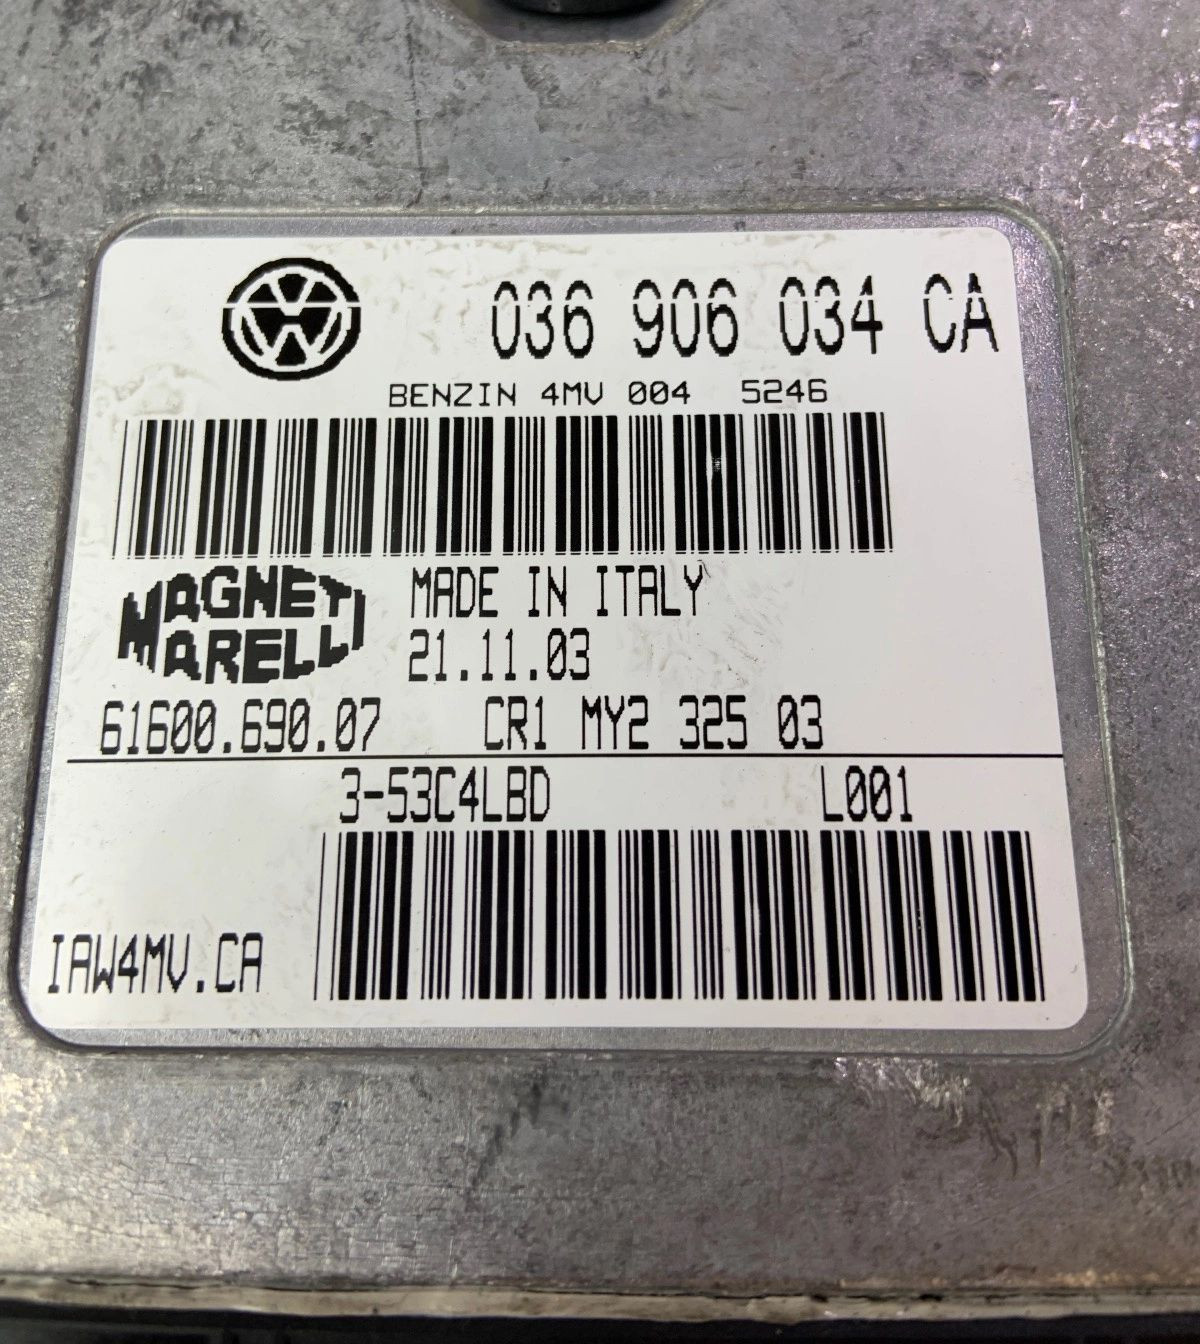 036 906 034 CA
BENZIN 4MV 004 5246
MAGNETI MARELLI
MADE IN ITALY
21.11.03
61600.690.07 CR1 MY2 325 03
3-53C4LBD L001
IAW4MV.CA